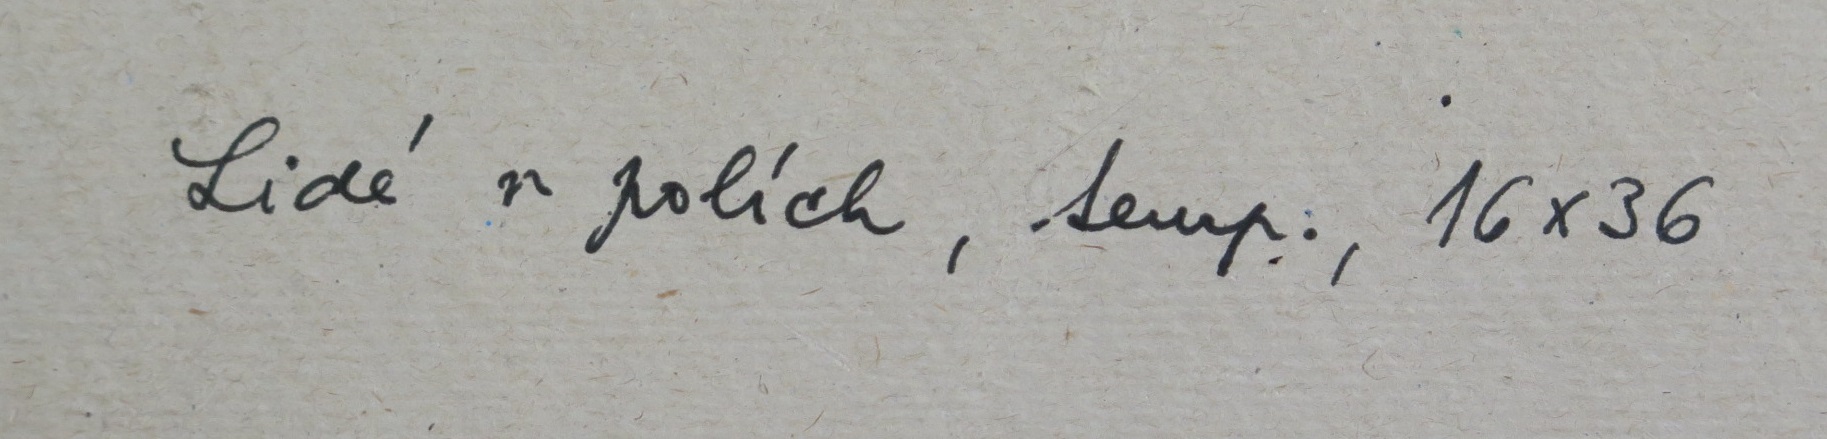 Lidé v polích, temp., 16x36